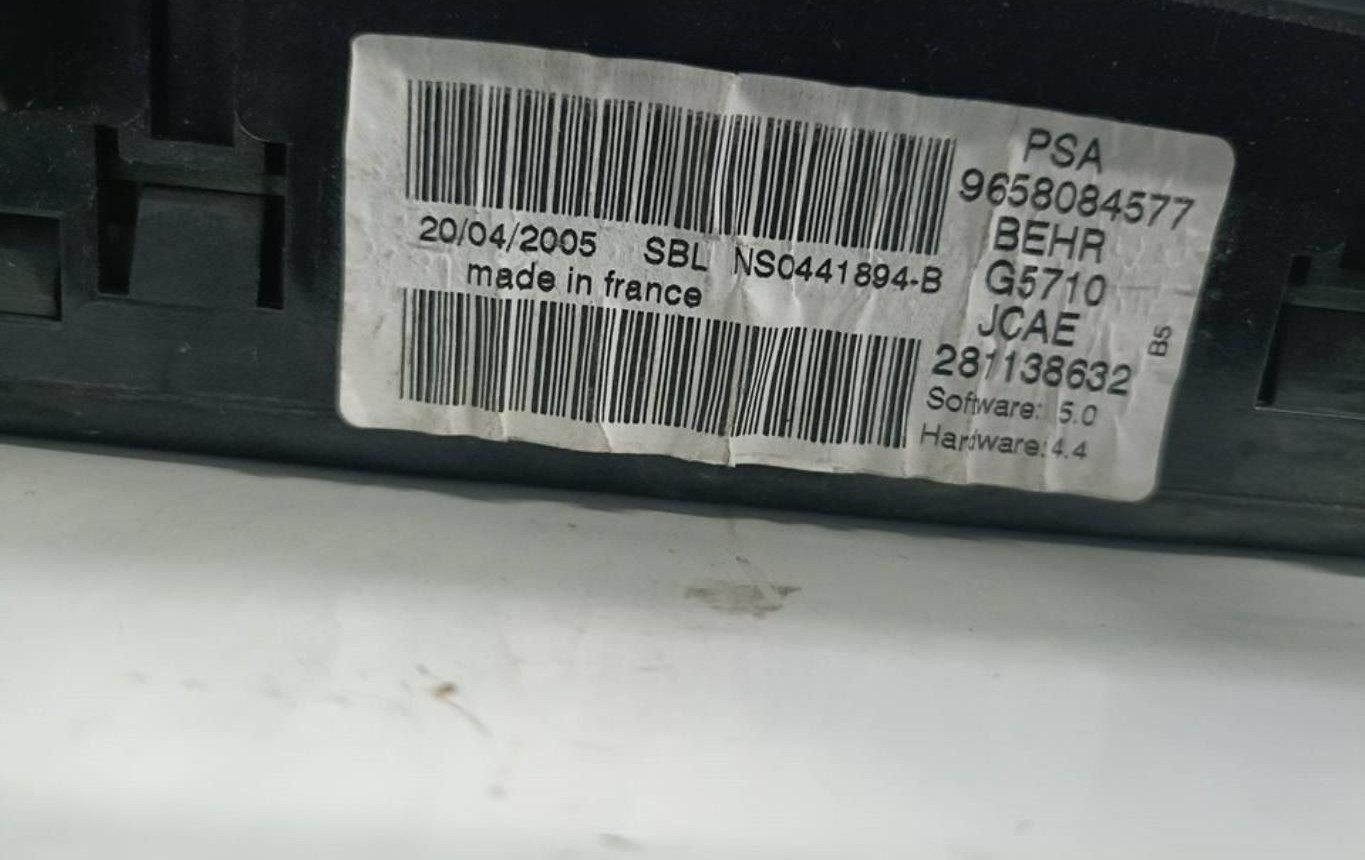 20/04/2005 SBL NS0441894-B
made in france
PSA
9658084577
BEHR
G5710
JCAE
281138632
B5
Software: 5.0
Hardware:4.4